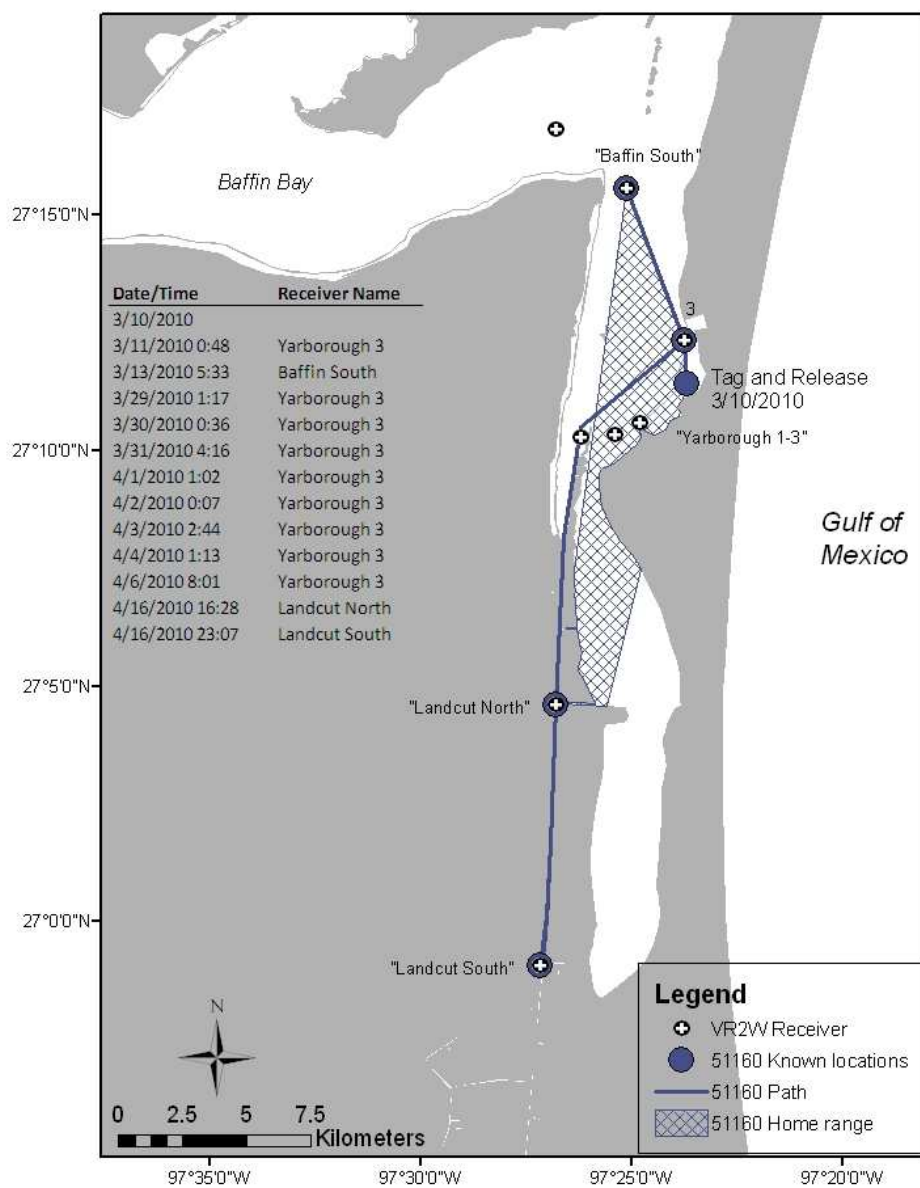 "Baffin South"
Baffin Bay
27°15'0"N
Date/Time Receiver Name
3/10/2010
3/11/2010 0:48 Yarborough 3
3/13/2010 5:33 Baffin South
3/29/2010 1:17 Yarborough 3
3/30/2010 0:36 Yarborough 3
3/31/2010 4:16 Yarborough 3
4/1/2010 1:02 Yarborough 3
4/2/2010 0:07 Yarborough 3
4/3/2010 2:44 Yarborough 3
4/4/2010 1:13 Yarborough 3
4/6/2010 8:01 Yarborough 3
4/16/2010 16:28 Landcut North
4/16/2010 23:07 Landcut South
3
Tag and Release
3/10/2010
"Yarborough 1-3"
27°10'0"N
Gulf of
Mexico
27°5'0"N
"Landcut North"
27°0'0"N
"Landcut South"
Legend
VR2W Receiver
51160 Known locations
51160 Path
51160 Home range
N
0 2.5 5 7.5
Kilometers
97°35'0"W 97°30'0"W 97°25'0"W 97°20'0"W